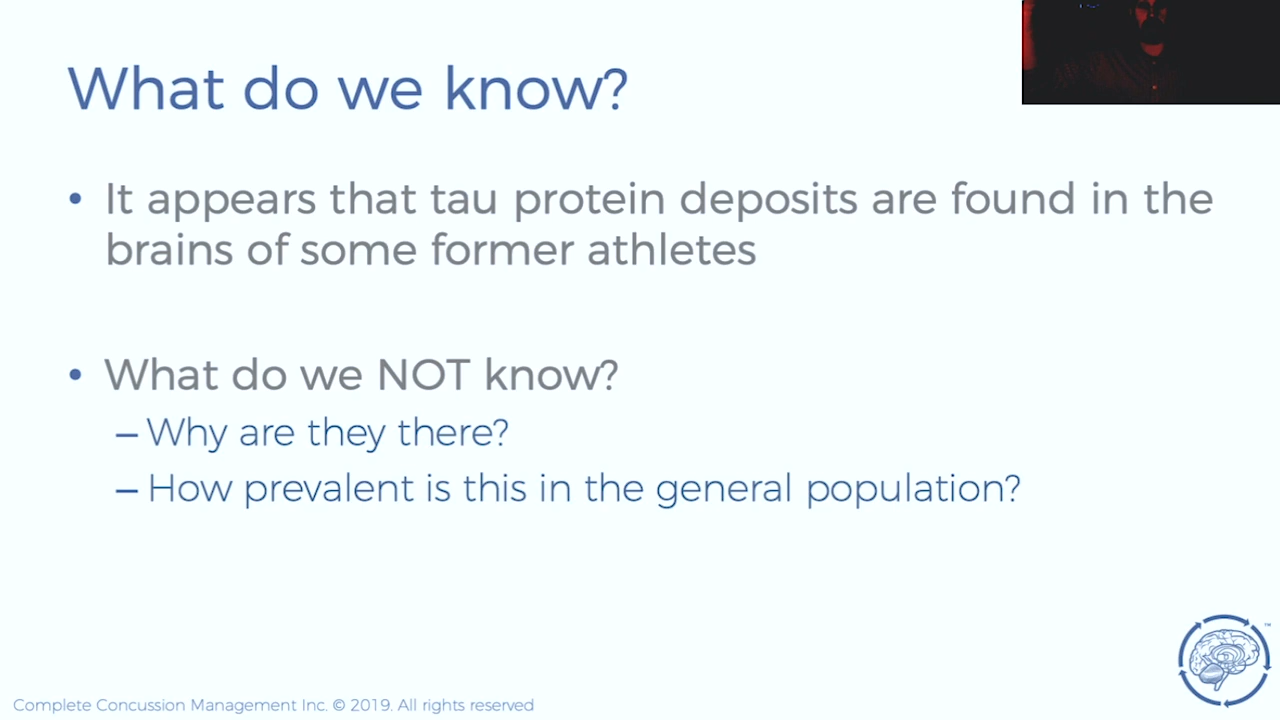 What do we know?
• It appears that tau protein deposits are found in the
brains of some former athletes
• What do we NOT know?
– Why are they there?
– How prevalent is this in the general population?
™
Complete Concussion Management Inc. © 2019. All rights reserved